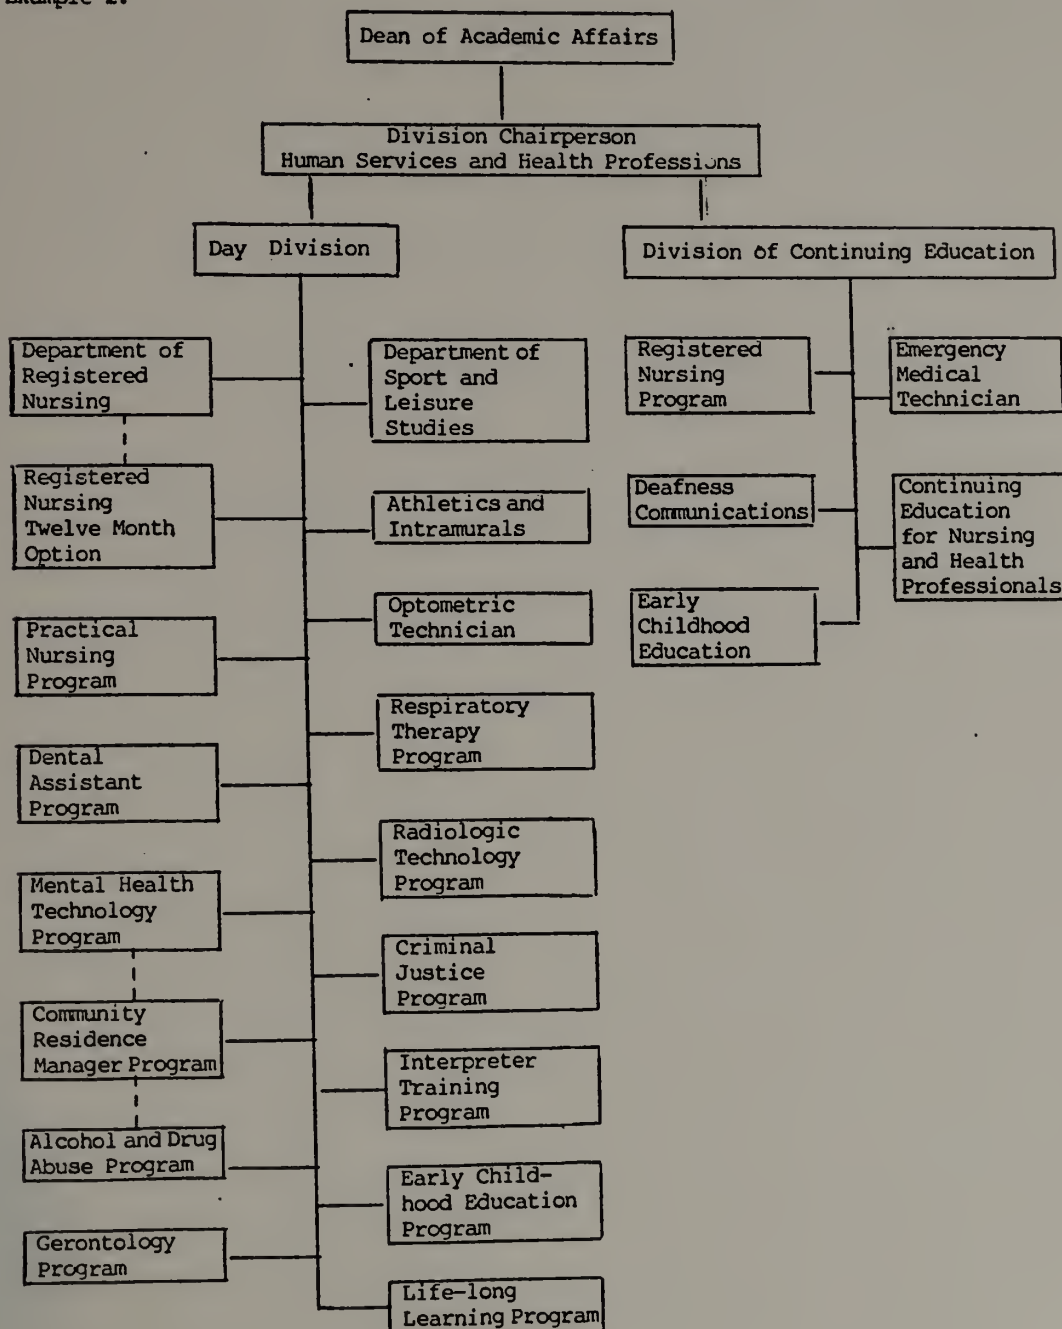 Dean of Academic Affairs
Division Chairperson
Human Services and Health Professions
Day Division
Division of Continuing Education
Department of
Registered
Nursing
Registered
Nursing
Twelve Month
Option
Practical
Nursing
Program
Dental
Assistant
Program
Mental Health
Technology
Program
Community
Residence
Manager Program
Alcohol and Drug
Abuse Program
Gerontology
Program
Department of
Sport and
Leisure
Studies
Athletics and
Intramurals
Optometric
Technician
Respiratory
Therapy
Program
Radiologic
Technology
Program
Criminal
Justice
Program
Interpreter
Training
Program
Early Child-
hood Education
Program
Life-long
Learning Program
Registered
Nursing
Program
Deafness
Communications
Early
Childhood
Education
Emergency
Medical
Technician
Continuing
Education
for Nursing
and Health
Professionals